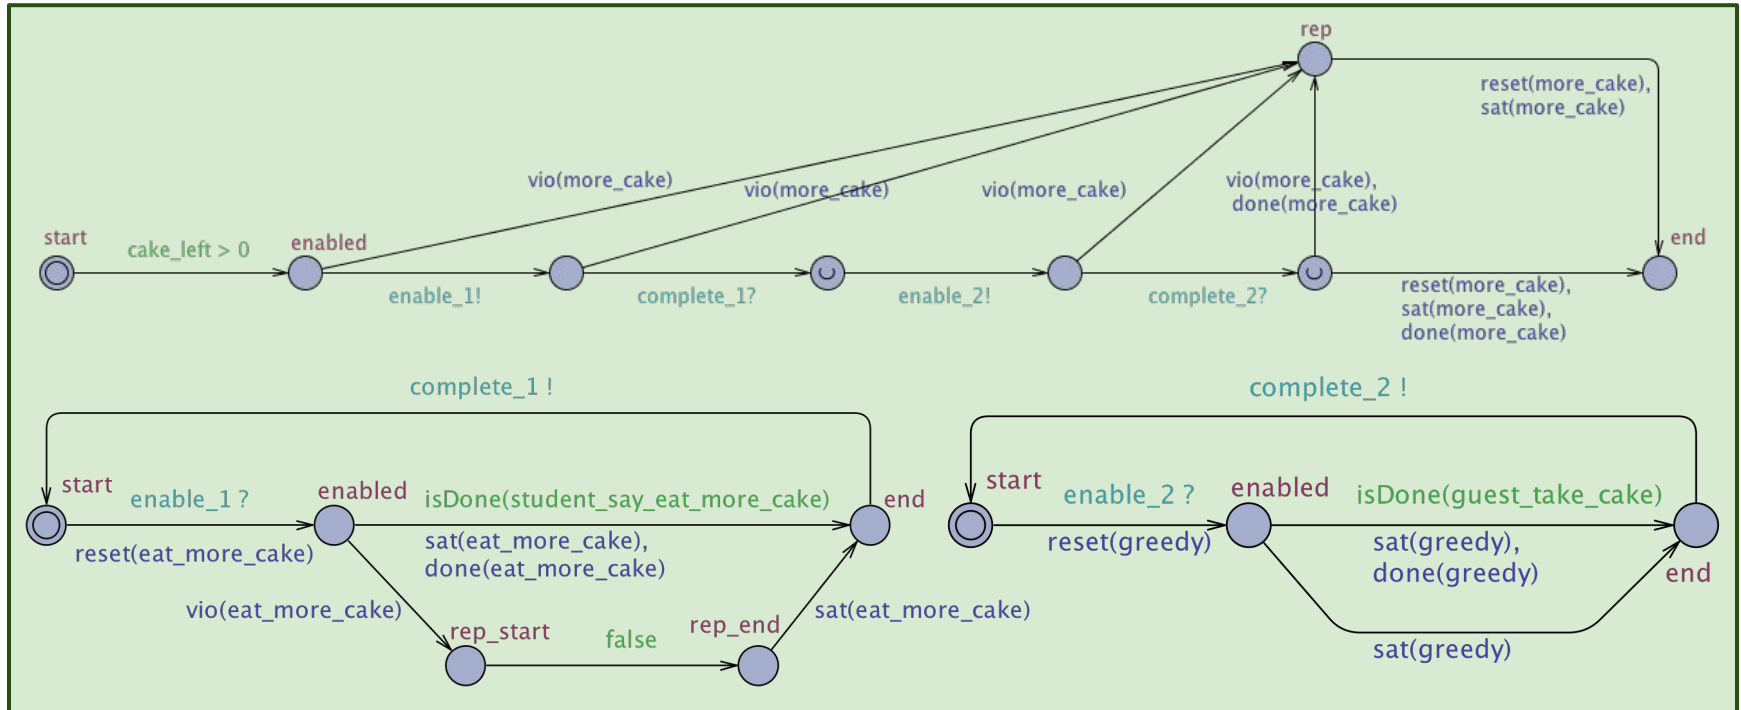 rep
reset(more_cake),
sat(more_cake)
vio(more_cake)
vio(more_cake)
vio(more_cake)
vio(more_cake),
done(more_cake)
start
cake_left > 0
enabled
end
enable_1!
complete_1?
enable_2!
complete_2?
reset(more_cake),
sat(more_cake),
done(more_cake)
complete_1 !
start
enable_1 ?
enabled
isDone(student_say_eat_more_cake)
end
reset(eat_more_cake)
sat(eat_more_cake),
done(eat_more_cake)
vio(eat_more_cake)
rep_start
false
rep_end
sat(eat_more_cake)
complete_2 !
start
enable_2 ?
enabled
isDone(guest_take_cake)
reset(greedy)
sat(greedy),
done(greedy)
end
sat(greedy)